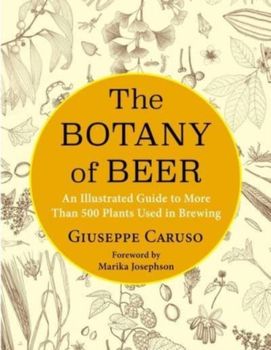 The
BOTANY
of BEER
An Illustrated Guide to More
Than 500 Plants Used in Brewing
GIUSEPPE CARUSO
Foreword by
Marika Josephson